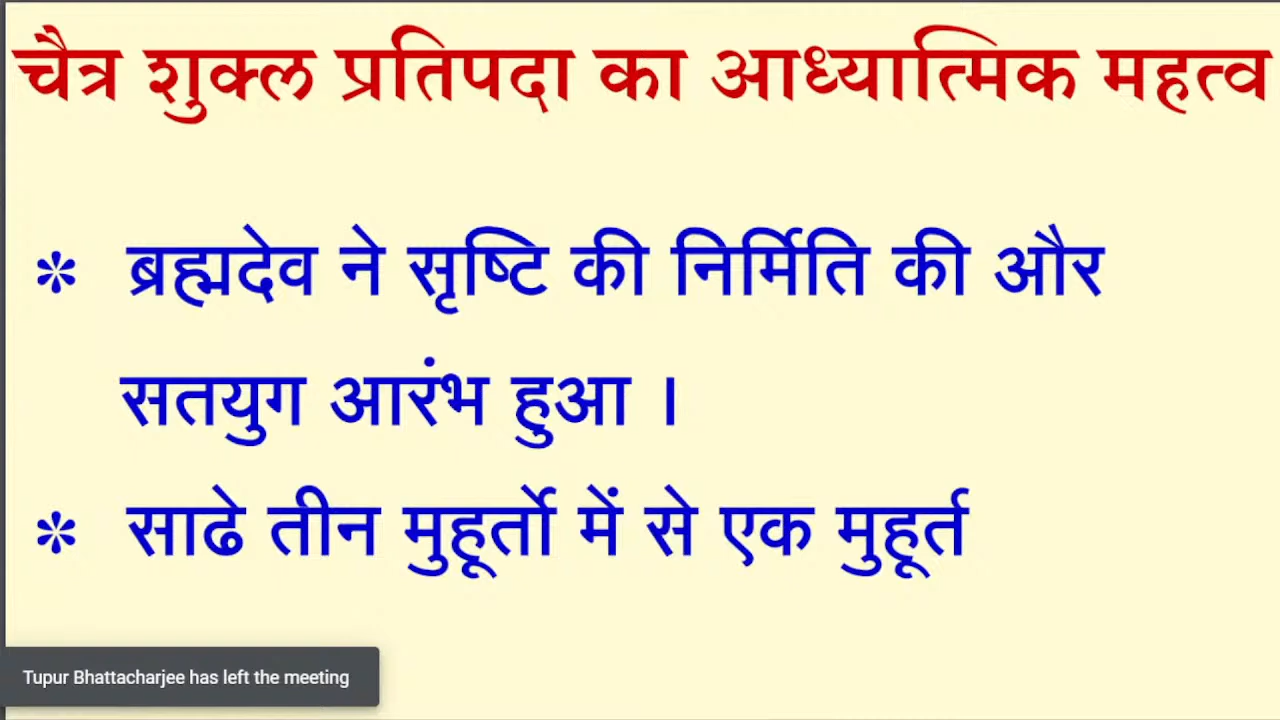 चैत्र शुक्ल प्रतिपदा का आध्यात्मिक महत्व
* ब्रह्मदेव ने सृष्टि की निर्मिति की और
सतयुग आरंभ हुआ ।
* साढे तीन मुहूर्तो में से एक मुहूर्त
Tupur Bhattacharjee has left the meeting